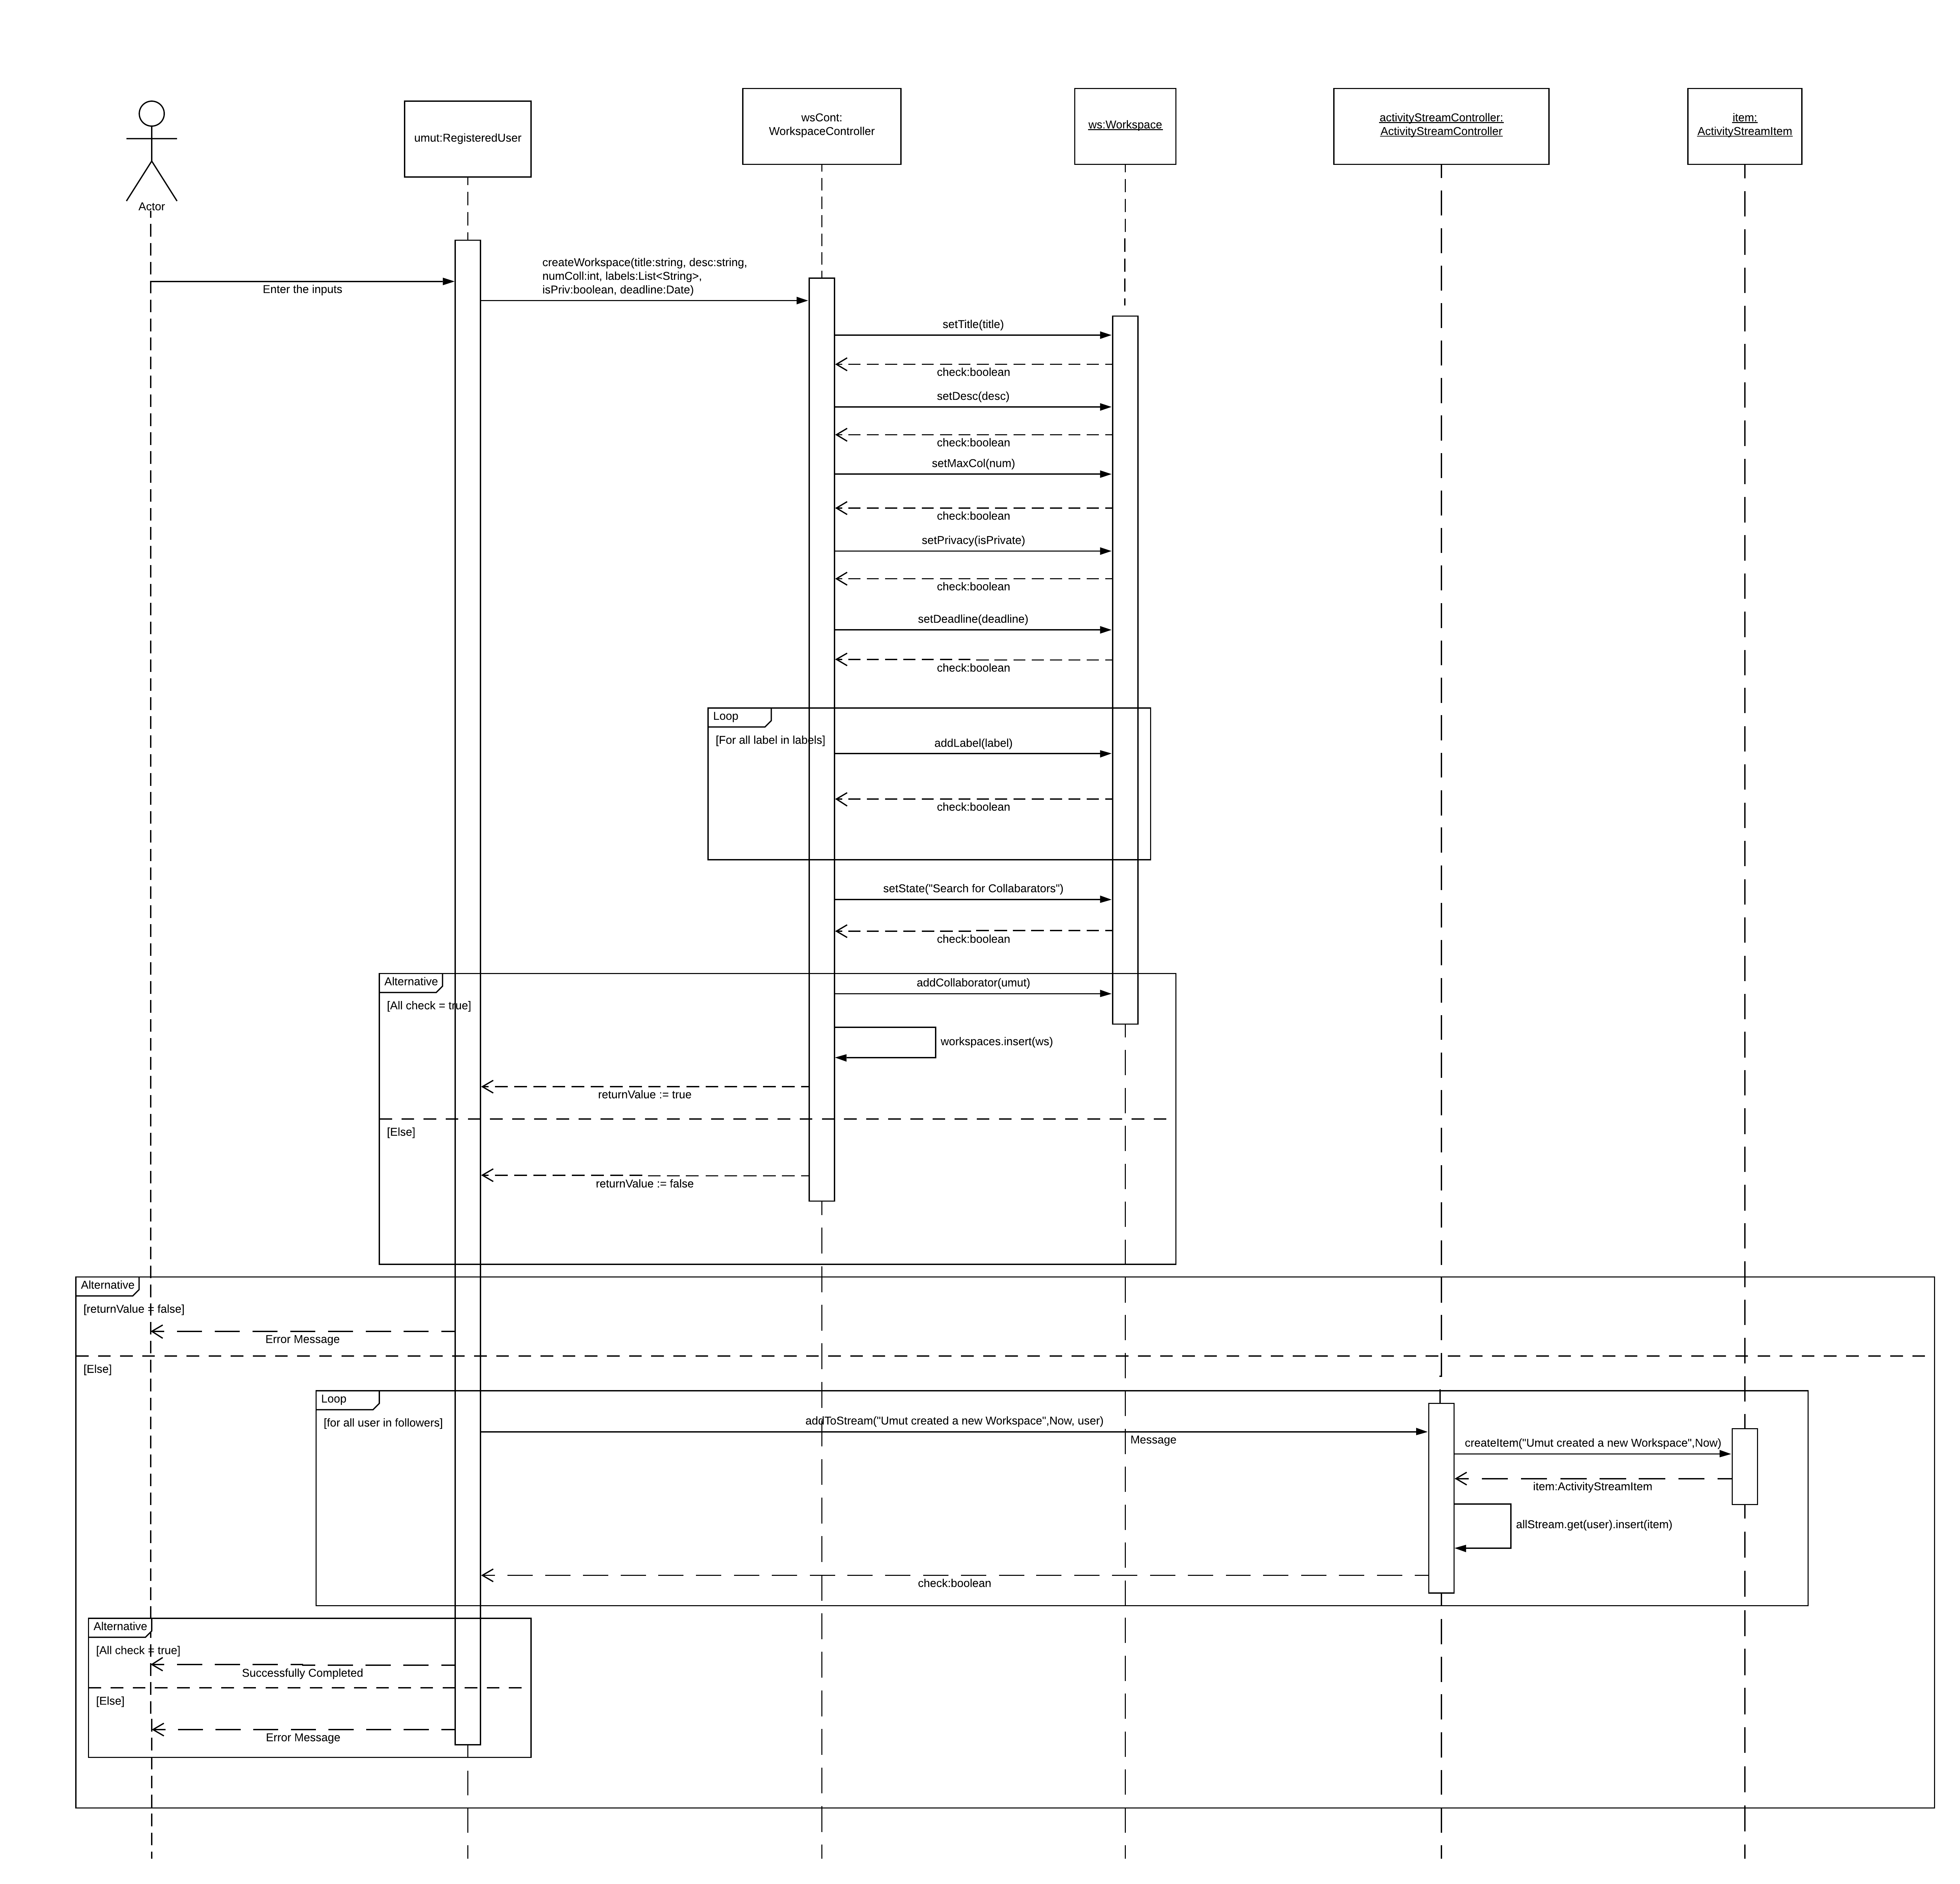 Actor
umut:RegisteredUser
wsCont:
WorkspaceController
ws:Workspace
activityStreamController:
ActivityStreamController
item:
ActivityStreamItem
Enter the inputs
createWorkspace(title:string, desc:string,
numColl:int, labels:List<String>,
isPriv:boolean, deadline:Date)
setTitle(title)
check:boolean
setDesc(desc)
check:boolean
setMaxCol(num)
check:boolean
setPrivacy(isPrivate)
check:boolean
setDeadline(deadline)
check:boolean
Loop
[For all label in labels]
addLabel(label)
check:boolean
setState("Search for Collabarators")
check:boolean
Alternative
[All check = true]
addCollaborator(umut)
workspaces.insert(ws)
returnValue := true
[Else]
returnValue := false
Alternative
[returnValue = false]
Error Message
[Else]
Loop
[for all user in followers]
addToStream("Umut created a new Workspace",Now, user)
Message
createItem("Umut created a new Workspace",Now)
item:ActivityStreamItem
allStream.get(user).insert(item)
check:boolean
Alternative
[All check = true]
Successfully Completed
[Else]
Error Message